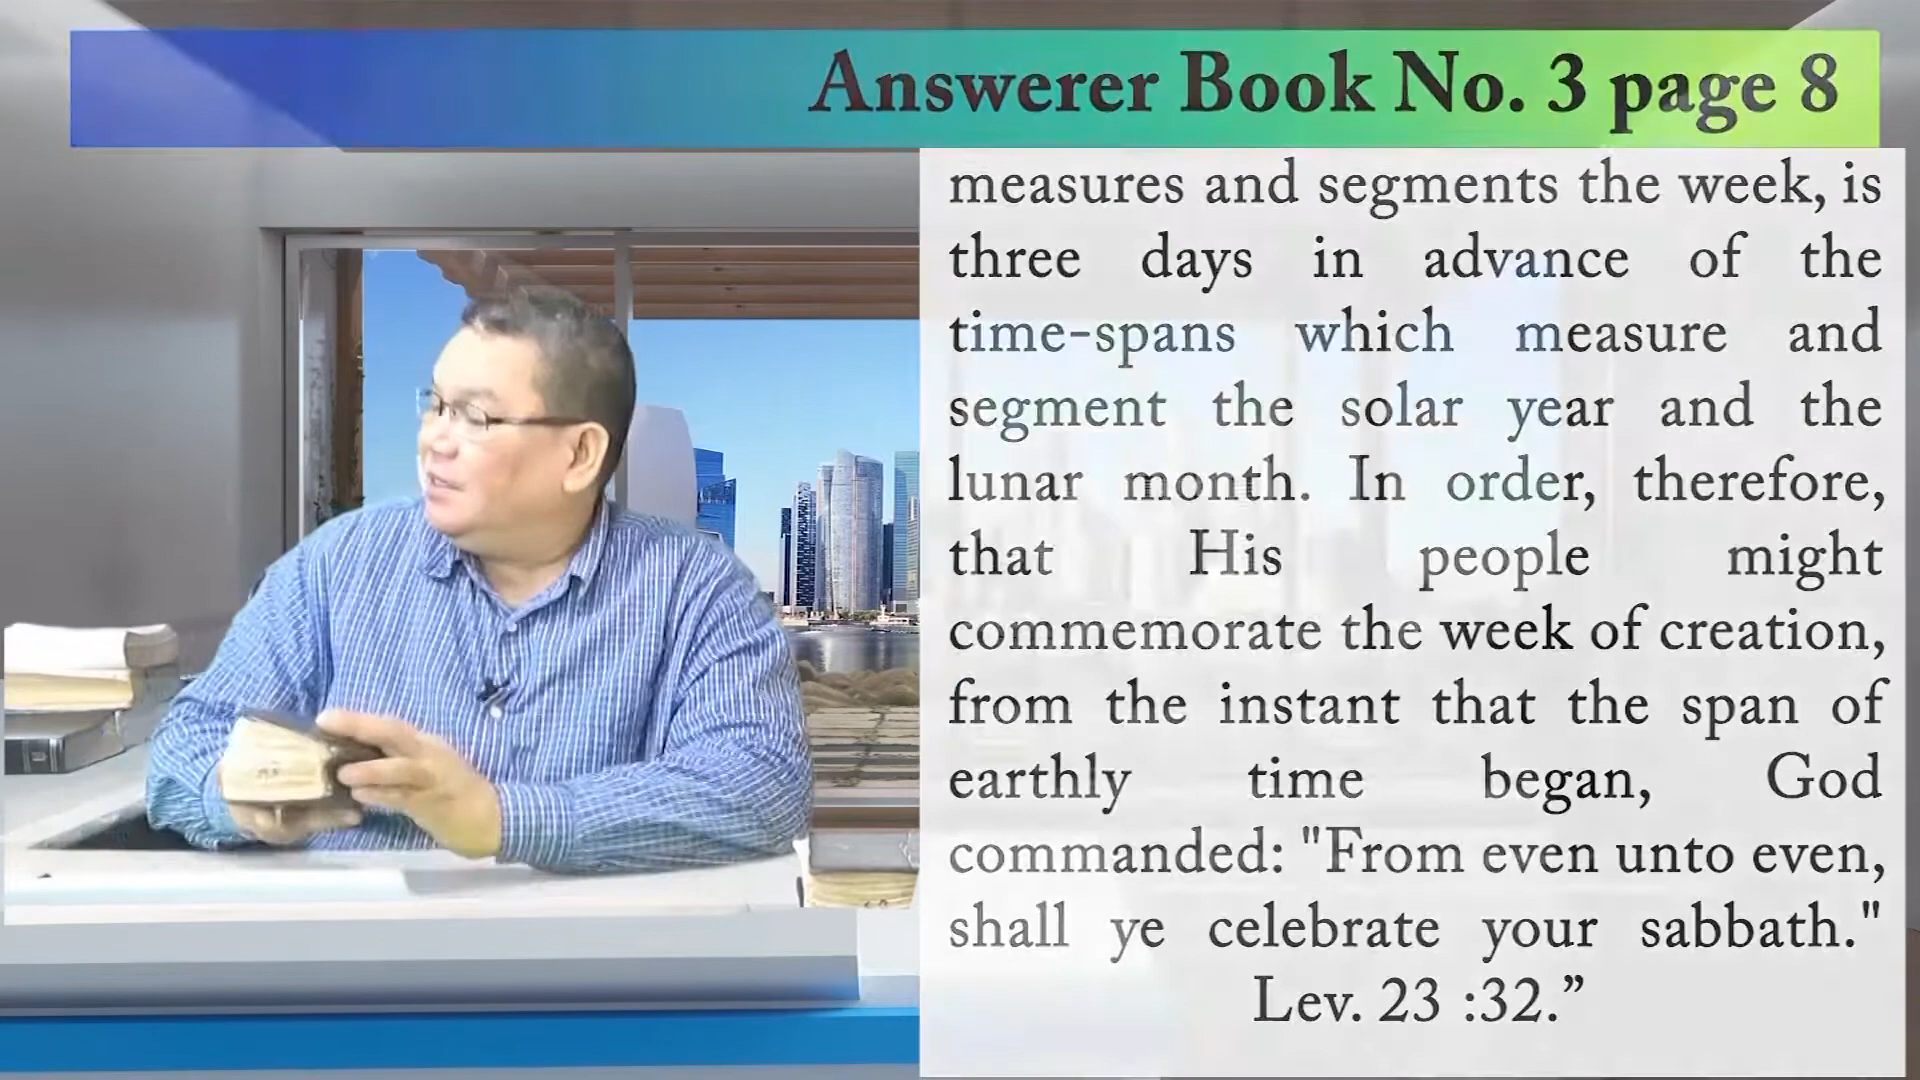 Answerer Book No. 3 page 8
measures and segments the week, is
three days in advance of the
time-spans which measure and
segment the solar year and the
lunar month. In order, therefore,
that His people might
commemorate the week of creation,
from the instant that the span of
earthly time began, God
commanded: "From even unto even,
shall ye celebrate your sabbath."
Lev. 23 :32.”